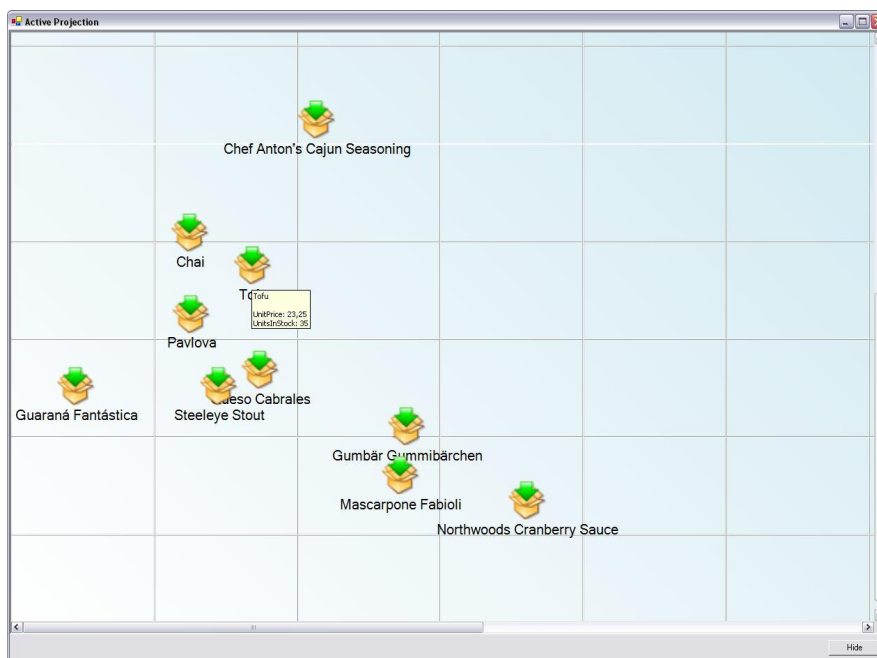 Active Projection
Chef Anton's Cajun Seasoning
Chai
Tofu
UnitPrice: 23,25
UnitsInStock: 35
Pavlova
Cabrales
Guaraná Fantástica
Steeleye Stout
Gumbär Gummibärchen
Mascarpone Fabioli
Northwoods Cranberry Sauce
Hide